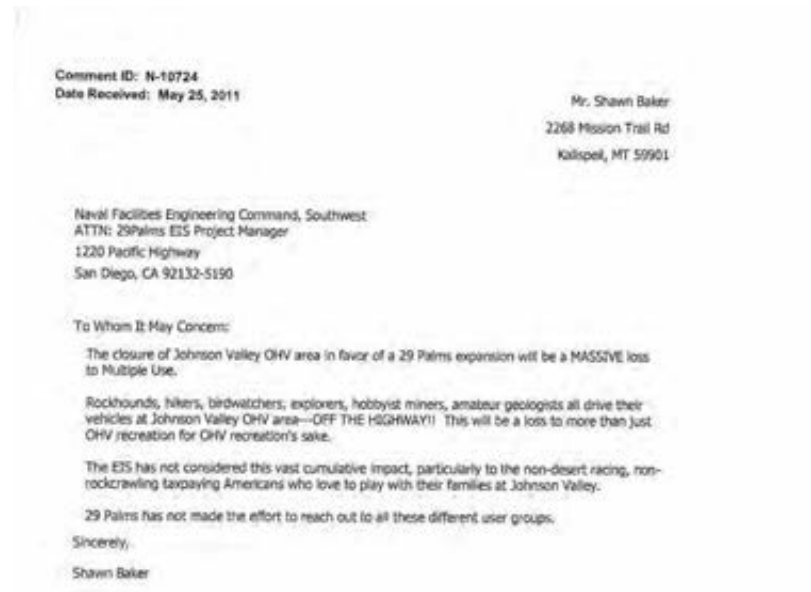 Comment ID: N-10724
Date Received: May 25, 2011
Mr. Shawn Baker
2268 Mission Trail Rd
Kalispell, MT 59901
Naval Facilities Engineering Command, Southwest
ATTN: 29Palms EIS Project Manager
1220 Pacific Highway
San Diego, CA 92132-5190
To Whom It May Concern:
The closure of Johnson Valley OHV area in favor of a 29 Palms expansion will be a MASSIVE loss
to Multiple Use.
Rockhounds, hikers, birdwatchers, explorers, hobbyist miners, amateur geologists all drive their
vehicles at Johnson Valley OHV area---OFF THE HIGHWAY!! This will be a loss to more than just
OHV recreation for OHV recreation's sake.
The EIS has not considered this vast cumulative impact, particularly to the non-desert racing, non-
rockcrawling taxpaying Americans who love to play with their families at Johnson Valley.
29 Palms has not made the effort to reach out to all these different user groups.
Sincerely,
Shawn Baker